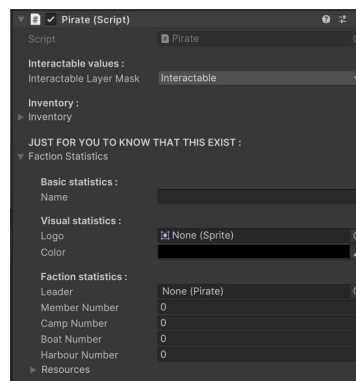 Pirate (Script)
Script Pirate
Interactable values :
Interactable Layer Mask Interactable
Inventory :
Inventory
JUST FOR YOU TO KNOW THAT THIS EXIST :
Faction Statistics
Basic statistics :
Name
Visual statistics :
Logo None (Sprite)
Color
Faction statistics :
Leader None (Pirate)
Member Number 0
Camp Number 0
Boat Number 0
Harbour Number 0
Resources